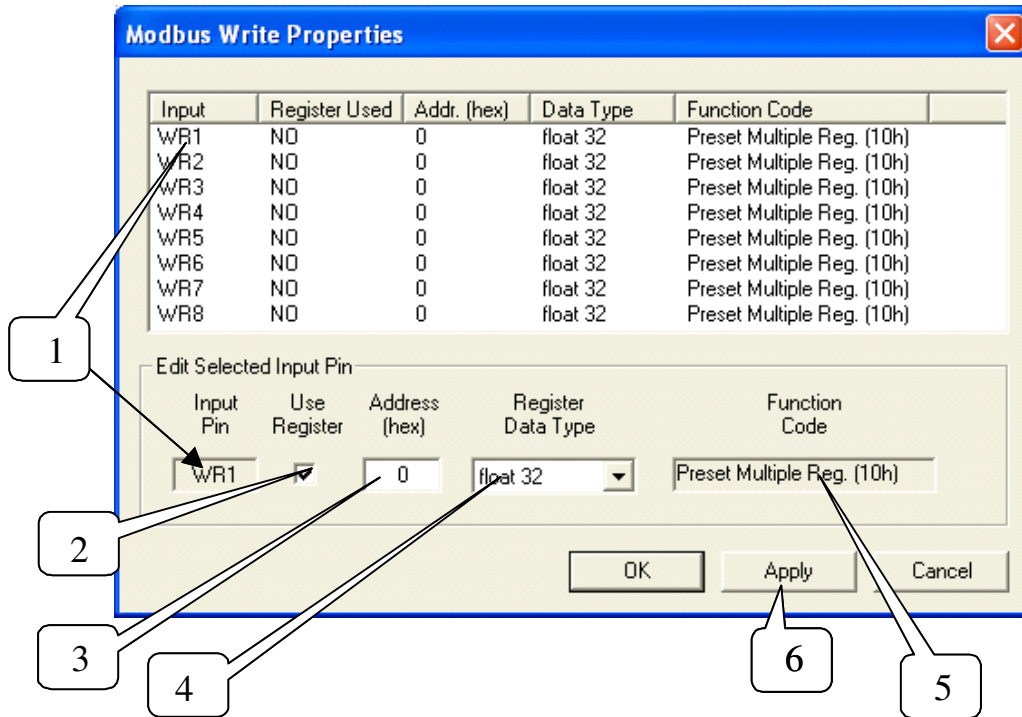 Modbus Write Properties
Input Register Used Addr. (hex) Data Type Function Code
WR1 NO 0 float 32 Preset Multiple Reg. (10h)
WR2 NO 0 float 32 Preset Multiple Reg. (10h)
WR3 NO 0 float 32 Preset Multiple Reg. (10h)
WR4 NO 0 float 32 Preset Multiple Reg. (10h)
WR5 NO 0 float 32 Preset Multiple Reg. (10h)
WR6 NO 0 float 32 Preset Multiple Reg. (10h)
WR7 NO 0 float 32 Preset Multiple Reg. (10h)
WR8 NO 0 float 32 Preset Multiple Reg. (10h)
1
Edit Selected Input Pin
Input Use Address Register Function
Pin Register (hex) Data Type Code
WR1 0 float 32 Preset Multiple Reg. (10h)
2
OK Apply Cancel
3
4
6
5